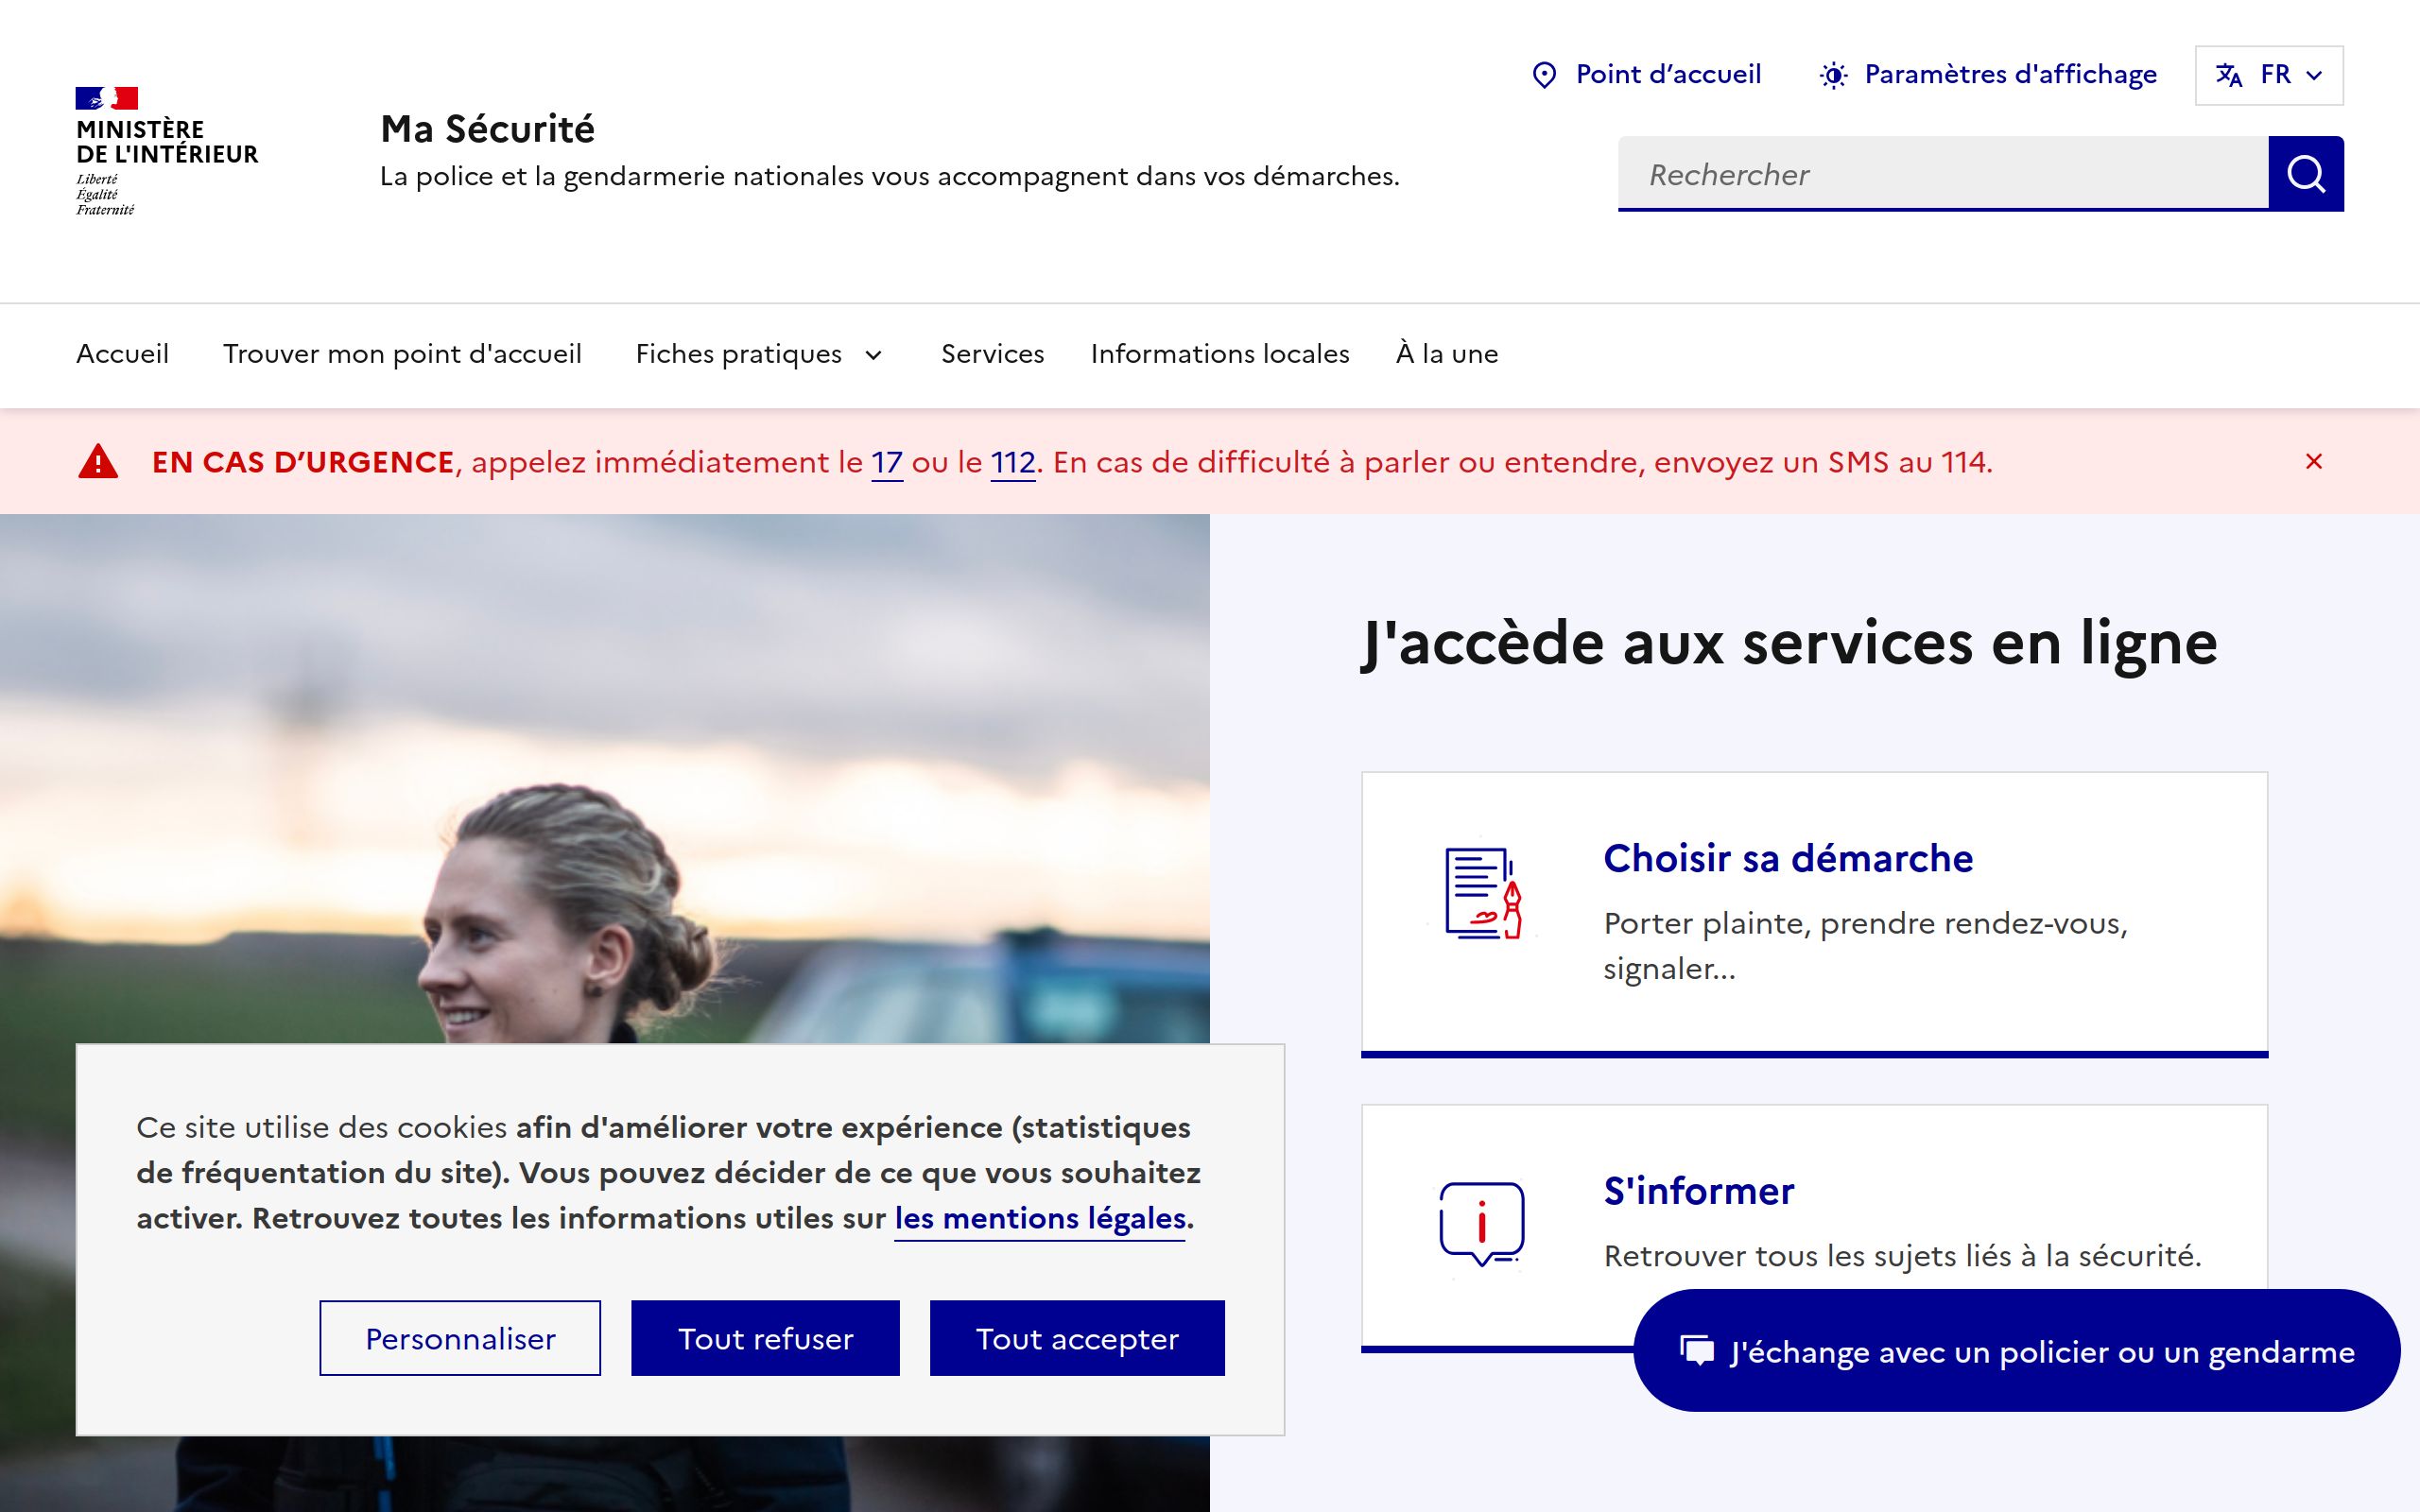 MINISTÈRE
DE L'INTÉRIEUR
Liberté
Égalité
Fraternité
Ma Sécurité
La police et la gendarmerie nationales vous accompagnent dans vos démarches.
Point d’accueil
Paramètres d'affichage
FR
Rechercher
Accueil
Trouver mon point d'accueil
Fiches pratiques
Services
Informations locales
À la une
EN CAS D’URGENCE, appelez immédiatement le 17 ou le 112. En cas de difficulté à parler ou entendre, envoyez un SMS au 114.
J'accède aux services en ligne
Choisir sa démarche
Porter plainte, prendre rendez-vous,
signaler...
S'informer
Retrouver tous les sujets liés à la sécurité.
Ce site utilise des cookies afin d'améliorer votre expérience (statistiques
de fréquentation du site). Vous pouvez décider de ce que vous souhaitez
activer. Retrouvez toutes les informations utiles sur les mentions légales.
Personnaliser
Tout refuser
Tout accepter
J'échange avec un policier ou un gendarme